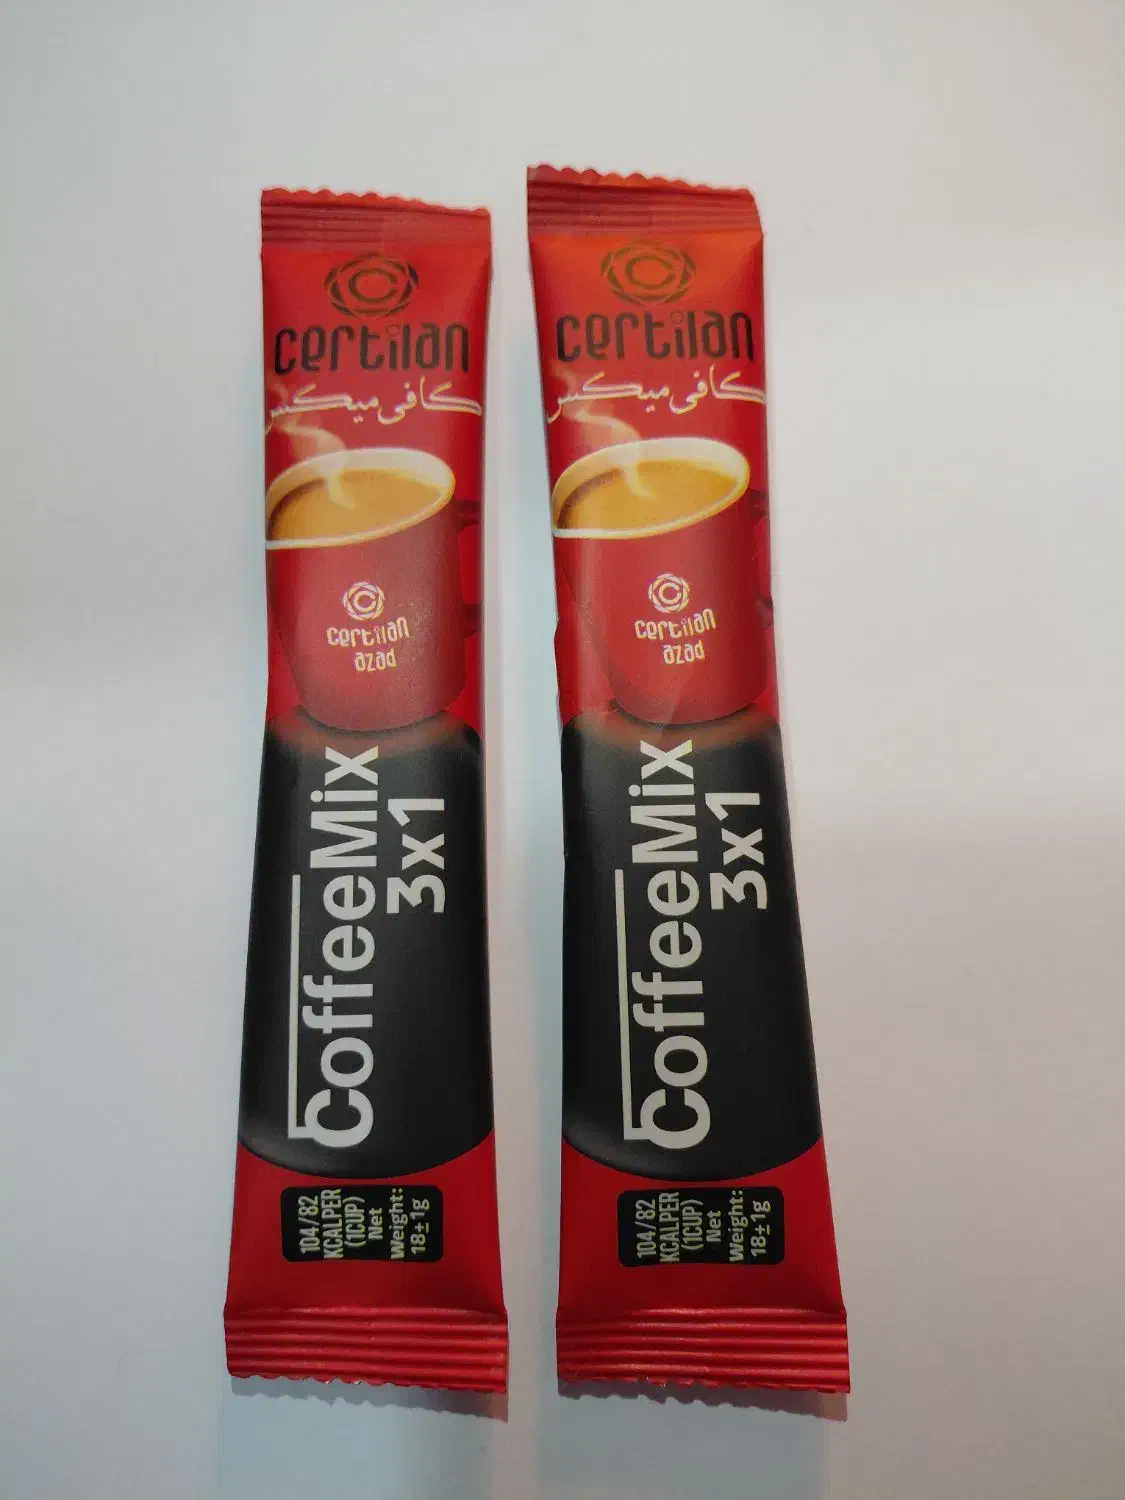 C
certilan
کافی میکس
C
certilan
azad
CoffeeMix
3x1
104/82
KCALPER
(1CUP)
Net
Weight:
18±1g
C
certilan
کافی میکس
C
certilan
azad
CoffeeMix
3x1
104/82
KCALPER
(1CUP)
Net
Weight:
18±1g